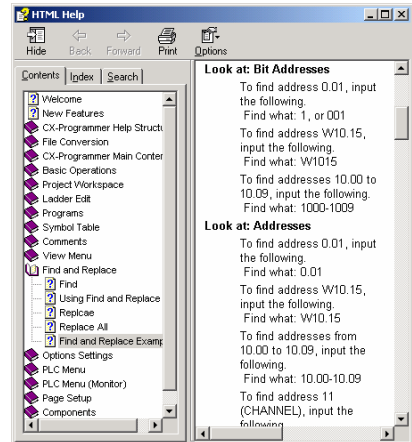 HTML Help
Hide Back Forward Print Options
Contents Index Search
Welcome
New Features
CX-Programmer Help Structu
File Conversion
CX-Programmer Main Conter
Basic Operations
Project Workspace
Ladder Edit
Programs
Symbol Table
Comments
View Menu
Find and Replace
Find
Using Find and Replace
Replcae
Replace All
Find and Replace Examp
Options Settings
PLC Menu
PLC Menu (Monitor)
Page Setup
Components
Look at: Bit Addresses
To find address 0.01, input
the following.
Find what: 1, or 001
To find address W10.15,
input the following.
Find what: W1015
To find addresses 10.00 to
10.09, input the following.
Find what: 1000-1009
Look at: Addresses
To find address 0.01, input
the following.
Find what: 0.01
To find address W10.15,
input the following.
Find what: W10.15
To find addresses from
10.00 to 10.09, input the
following.
Find what: 10.00-10.09
To find address 11
(CHANNEL), input the
following